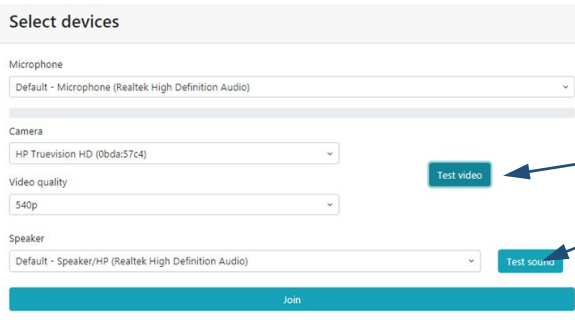 Select devices
Microphone
Default - Microphone (Realtek High Definition Audio)
Camera
HP Truevision HD (0bda:57c4)
Test video
Video quality
540p
Speaker
Default - Speaker/HP (Realtek High Definition Audio)
Test sound
Join